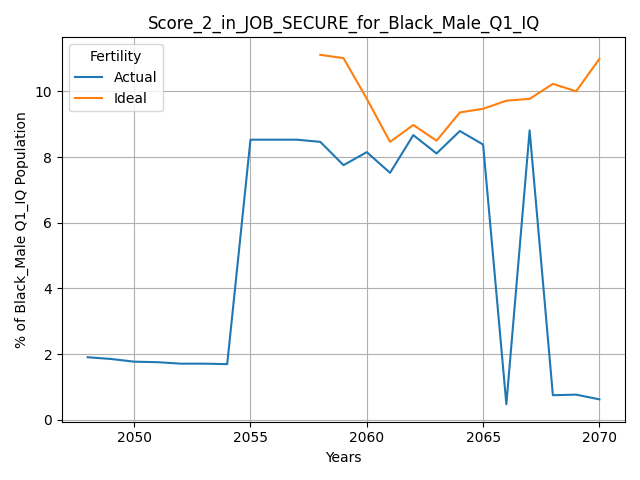 Score_2_in_JOB_SECURE_for_Black_Male_Q1_IQ
Fertility
Actual
Ideal
% of Black_Male Q1_IQ Population
10
8
6
4
2
0
2050 2055 2060 2065 2070
Years